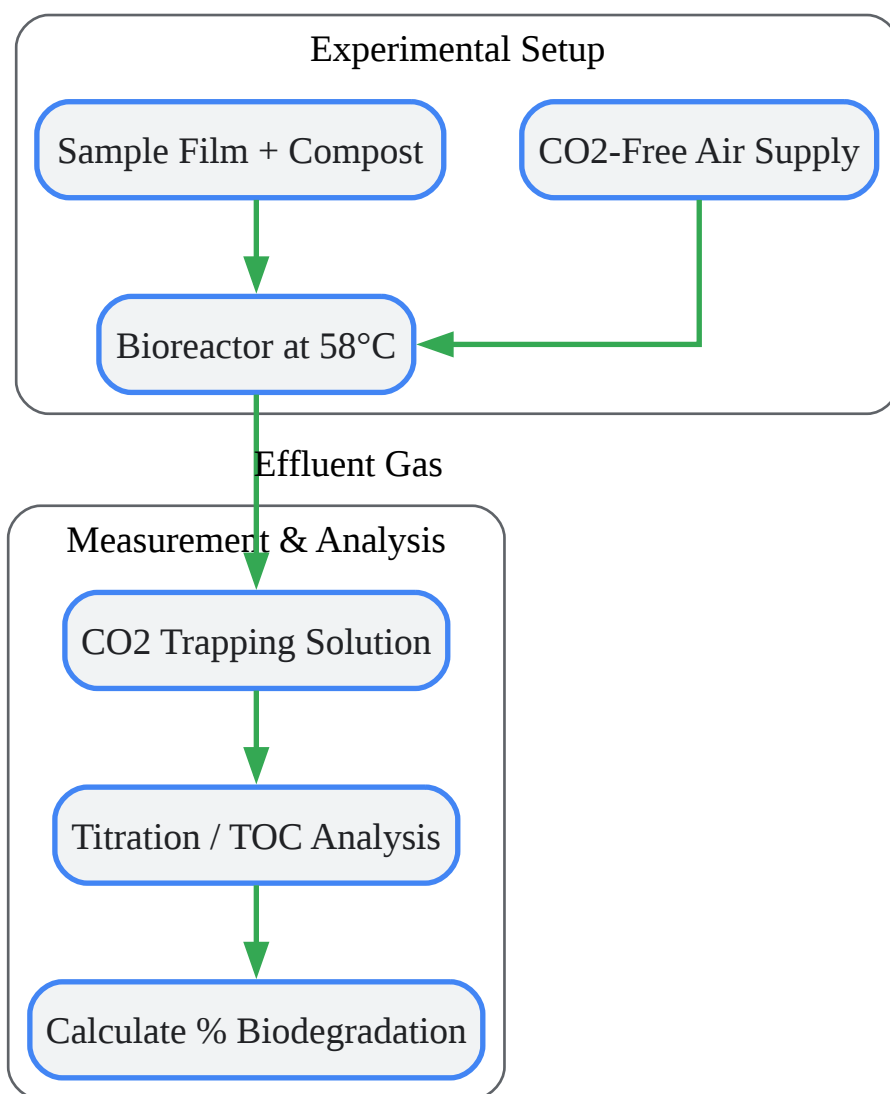 Experimental Setup
Sample Film + Compost
CO2-Free Air Supply
Bioreactor at 58°C
Effluent Gas
Measurement & Analysis
CO2 Trapping Solution
Titration / TOC Analysis
Calculate % Biodegradation